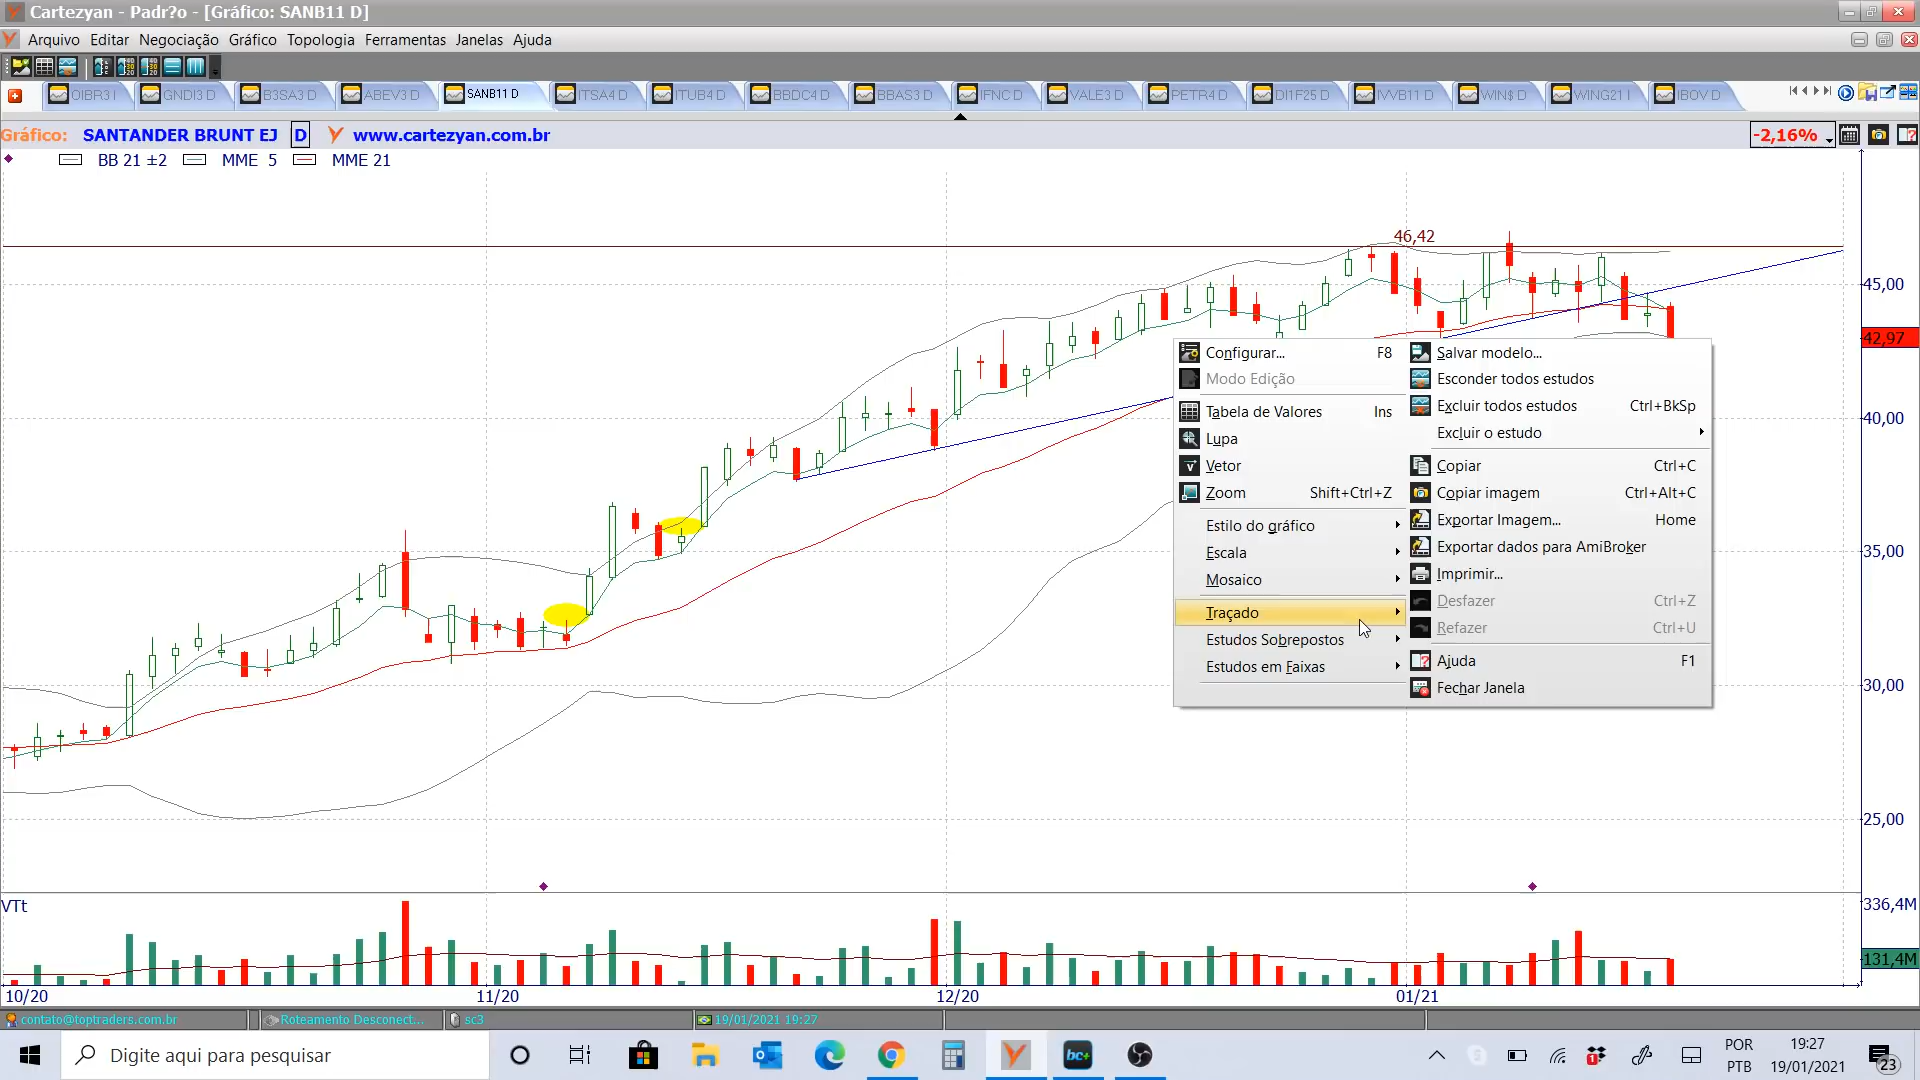 Cartezyan - Padr?o - [Gráfico: SANB11 D]
Arquivo Editar Negociação Gráfico Topologia Ferramentas Janelas Ajuda
OIBR3 I GNDI3 D B3SA3 D ABEV3 D SANB11 D ITSA4 D ITUB4 D BBDC4 D BBAS3 D IFNC D VALE3 D PETR4 D DI1F25 D IVVB11 D WIN$ D WING21 I IBOV D
Gráfico: SANTANDER BRUNT EJ D www.cartezyan.com.br -2,16%
BB 21 ±2 MME 5 MME 21
46,42
45,00
42,97
40,00
35,00
30,00
25,00
Configurar... F8
Modo Edição
Tabela de Valores Ins
Lupa
Vetor
Zoom Shift+Ctrl+Z
Estilo do gráfico
Escala
Mosaico
Traçado
Estudos Sobrepostos
Estudos em Faixas
Salvar modelo...
Esconder todos estudos
Excluir todos estudos Ctrl+BkSp
Excluir o estudo
Copiar Ctrl+C
Copiar imagem Ctrl+Alt+C
Exportar Imagem... Home
Exportar dados para AmiBroker
Imprimir...
Desfazer Ctrl+Z
Refazer Ctrl+U
Ajuda F1
Fechar Janela
VTt
336,4M
131,4M
10/20 11/20 12/20 01/21
contato@toptraders.com.br Roteamento Desconect... sc3 19/01/2021 19:27
Digite aqui para pesquisar
bc+
1
POR
PTB
19:27
19/01/2021
23